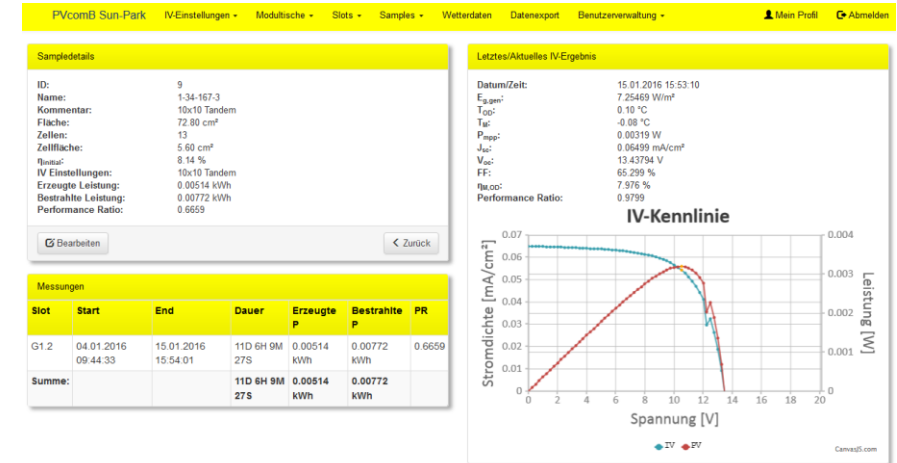 PVcomB Sun-Park IV-Einstellungen Modultische Slots Samples Wetterdaten Datenexport Benutzerverwaltung Mein Profil Abmelden
Sampledetails
ID: 9
Name: 1-34-167-3
Kommentar: 10x10 Tandem
Fläche: 72.80 cm²
Zellen: 13
Zellfläche: 5.60 cm²
ηinitial: 8.14 %
IV Einstellungen: 10x10 Tandem
Erzeugte Leistung: 0.00514 kWh
Bestrahlte Leistung: 0.00772 kWh
Performance Ratio: 0.6659
Bearbeiten Zurück
Messungen
Slot Start End Dauer Erzeugte P Bestrahlte P PR
G1.2 04.01.2016 09:44:33 15.01.2016 15:54:01 11D 6H 9M 27S 0.00514 kWh 0.00772 kWh 0.6659
Summe: 11D 6H 9M 27S 0.00514 kWh 0.00772 kWh
Letztes/Aktuelles IV-Ergebnis
Datum/Zeit: 15.01.2016 15:53:10
Eg,gen: 7.25469 W/m²
TOD: 0.10 °C
TM: -0.08 °C
Pmpp: 0.00319 W
Jsc: 0.06499 mA/cm²
Voc: 13.43794 V
FF: 65.299 %
ηM,OD: 7.976 %
Performance Ratio: 0.9799
IV-Kennlinie
Stromdichte [mA/cm²]
0.07
0.06
0.05
0.04
0.03
0.02
0.01
0
0.004
0.003
0.002
0.001
0
Leistung [W]
0 2 4 6 8 10 12 14 16 18 20
Spannung [V]
IV PV
CanvasJS.com